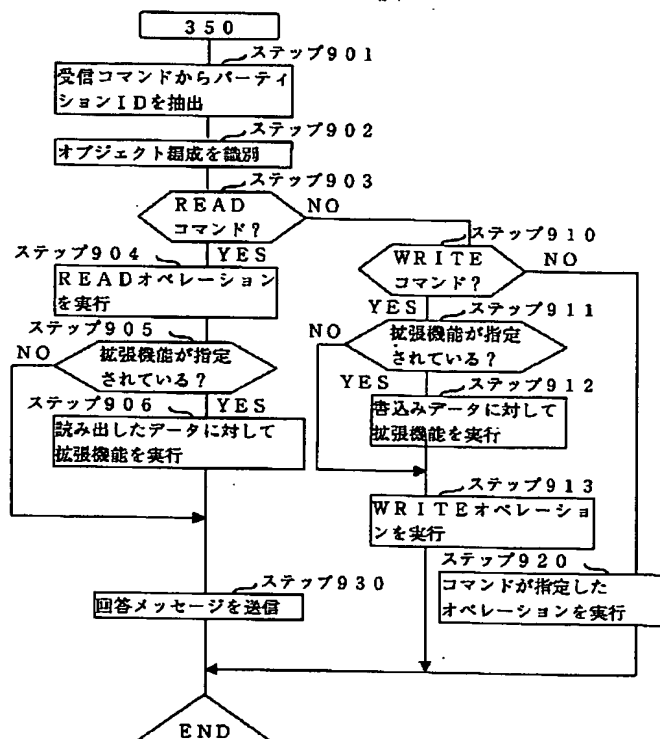 350
ステップ901
受信コマンドからパーティ
ションIDを抽出
ステップ902
オブジェクト編成を識別
ステップ903
READ
コマンド?
NO
YES
ステップ904
READオペレーション
を実行
ステップ905
拡張機能が指定
されている?
NO
YES
ステップ906
読み出したデータに対して
拡張機能を実行
ステップ910
WRITE
コマンド?
NO
YES
ステップ911
拡張機能が指定
されている?
NO
YES
ステップ912
書込みデータに対して
拡張機能を実行
ステップ913
WRITEオペレーショ
ンを実行
ステップ920
コマンドが指定した
オペレーションを実行
ステップ930
回答メッセージを送信
END